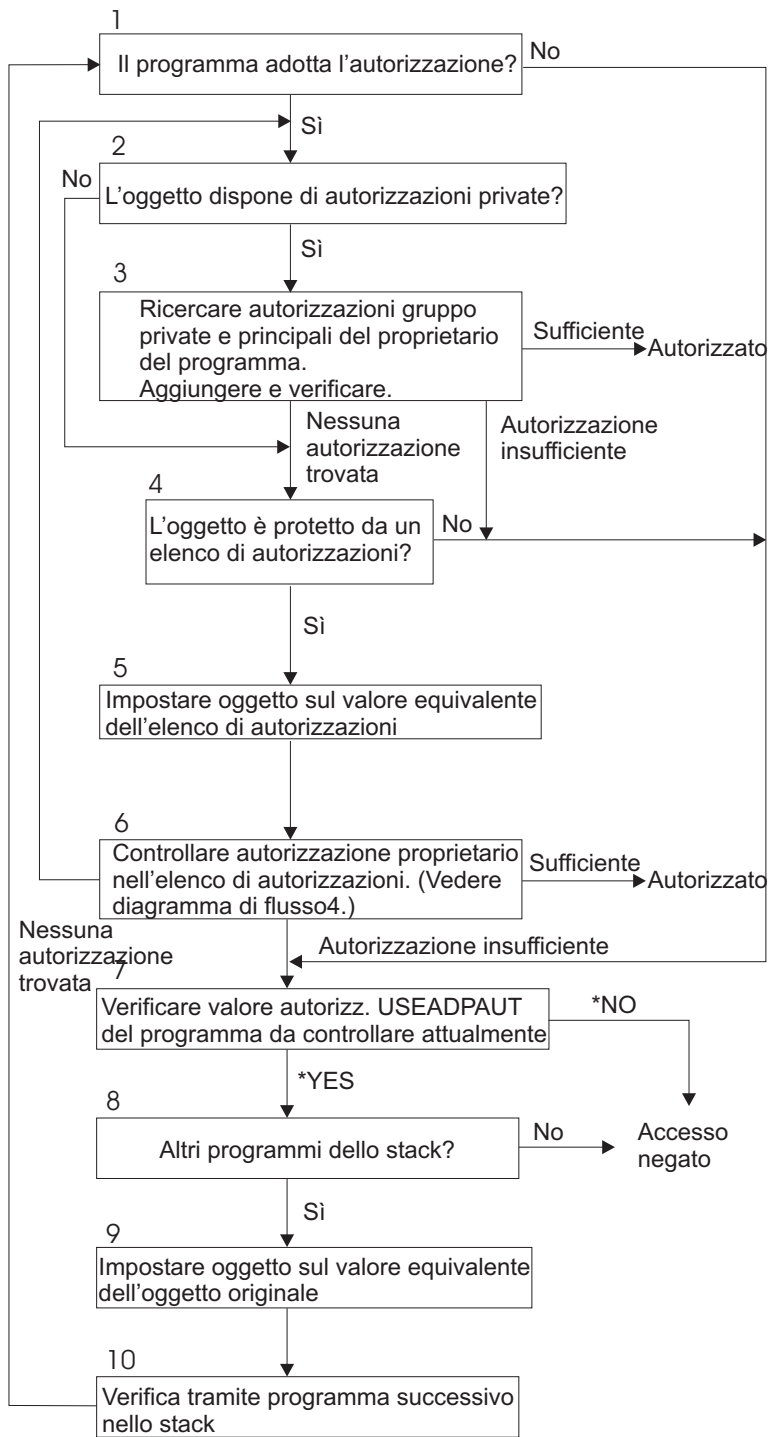 1
Il programma adotta l'autorizzazione?
No
Sì
2
No
L'oggetto dispone di autorizzazioni private?
Sì
3
Ricercare autorizzazioni gruppo
private e principali del proprietario
del programma.
Aggiungere e verificare.
Sufficiente
Autorizzato
Nessuna
autorizzazione
trovata
Autorizzazione
insufficiente
4
L'oggetto è protetto da un
elenco di autorizzazioni?
No
Sì
5
Impostare oggetto sul valore equivalente
dell'elenco di autorizzazioni
6
Controllare autorizzazione proprietario
nell'elenco di autorizzazioni. (Vedere
diagramma di flusso4.)
Sufficiente
Autorizzato
Nessuna
autorizzazione
trovata
Autorizzazione insufficiente
7
Verificare valore autorizz. USEADPAUT
del programma da controllare attualmente
*NO
*YES
8
Altri programmi dello stack?
No
Accesso
negato
Sì
9
Impostare oggetto sul valore equivalente
dell'oggetto originale
10
Verifica tramite programma successivo
nello stack